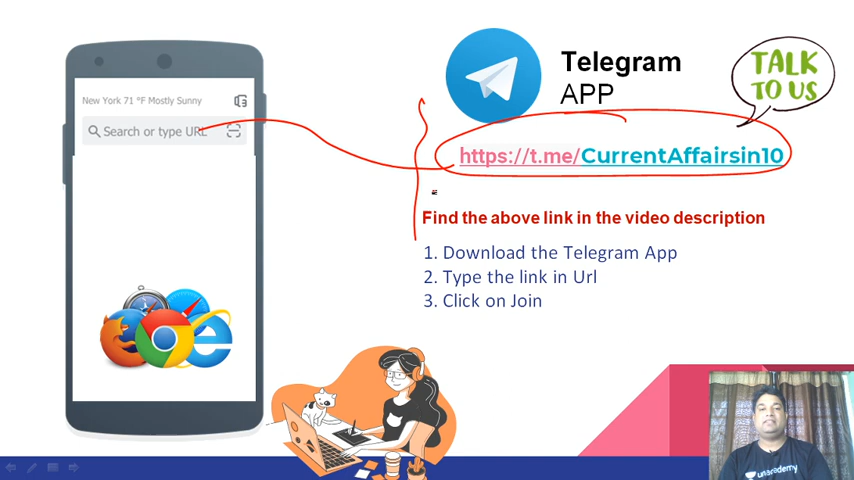 New York 71 °F Mostly Sunny
Search or type URL
Telegram
APP
TALK
TO US
https://t.me/CurrentAffairsin10
Find the above link in the video description
1. Download the Telegram App
2. Type the link in Url
3. Click on Join
unacademy